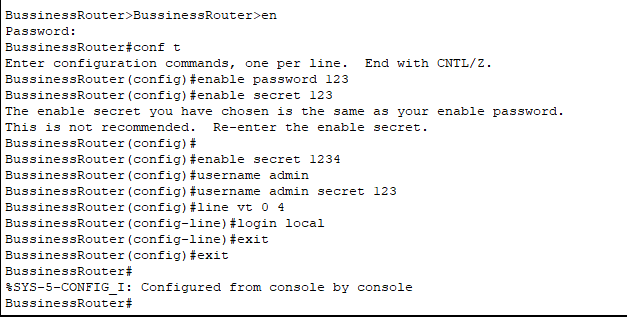 BussinessRouter>BussinessRouter>en
Password:
BussinessRouter#conf t
Enter configuration commands, one per line.  End with CNTL/Z.
BussinessRouter(config)#enable password 123
BussinessRouter(config)#enable secret 123
The enable secret you have chosen is the same as your enable password.
This is not recommended.  Re-enter the enable secret.
BussinessRouter(config)#
BussinessRouter(config)#enable secret 1234
BussinessRouter(config)#username admin
BussinessRouter(config)#username admin secret 123
BussinessRouter(config)#line vt 0 4
BussinessRouter(config-line)#login local
BussinessRouter(config-line)#exit
BussinessRouter(config)#exit
BussinessRouter#
%SYS-5-CONFIG_I: Configured from console by console
BussinessRouter#